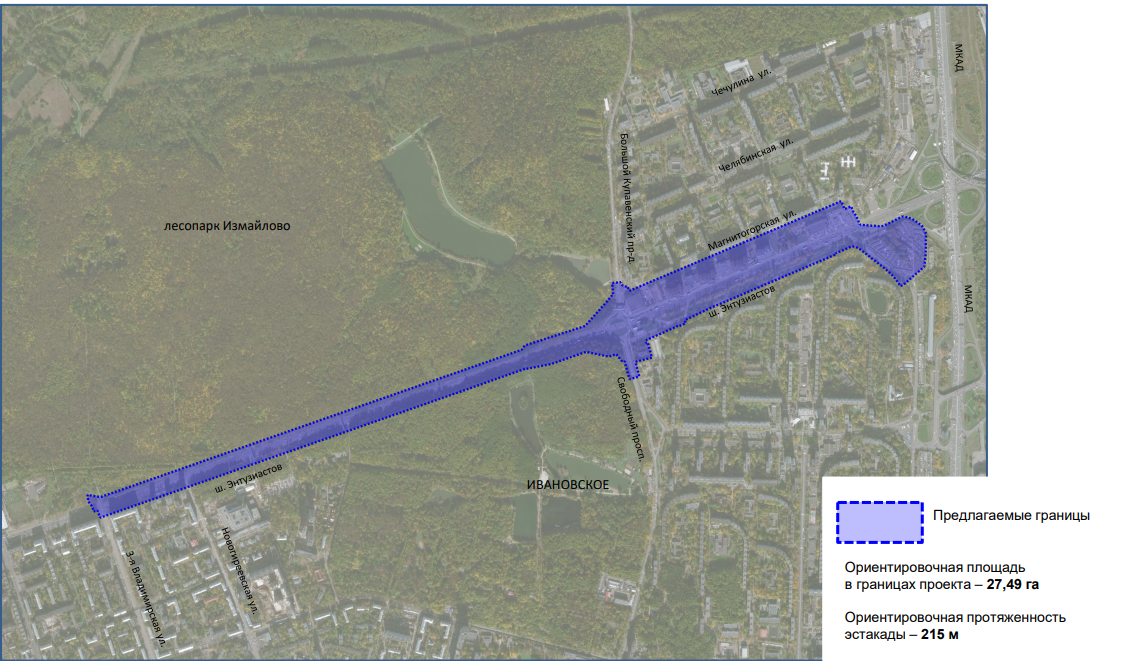 МКАД
Чечулина ул.
Челябинская ул.
Большой Купавенский пр-д.
Магнитогорская ул.
лесопарк Измайлово
МКАД
ш. Энтузиастов
Свободный просп.
ш. Энтузиастов
ИВАНОВСКОЕ
Новогиреевская ул.
3-я Владимирская ул.
Предлагаемые границы
Ориентировочная площадь
в границах проекта – 27,49 га
Ориентировочная протяженность
эстакады – 215 м